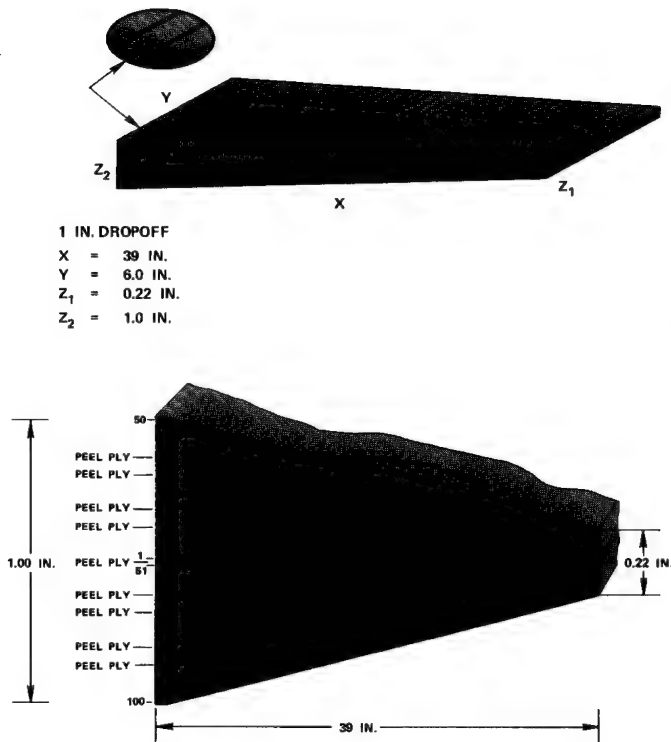 Y
Z2
Z1
X
1 IN. DROPOFF
X = 39 IN.
Y = 6.0 IN.
Z1 = 0.22 IN.
Z2 = 1.0 IN.
50
PEEL PLY
PEEL PLY
PEEL PLY
PEEL PLY
1.00 IN.
PEEL PLY
1
51
0.22 IN.
PEEL PLY
PEEL PLY
PEEL PLY
PEEL PLY
100
39 IN.